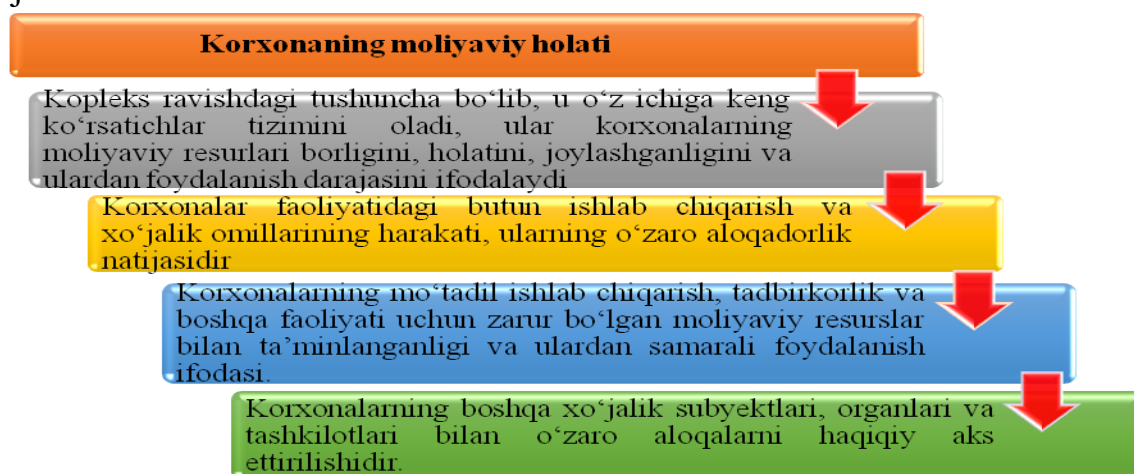 Korxonaning moliyaviy holati
Kopleks ravishdagi tushuncha bo‘lib, u o‘z ichiga keng
ko‘rsatichlar tizimini oladi, ular korxonalarning
moliyaviy resurlari borligini, holatini, joylashganligini va
ulardan foydalanish darajasini ifodalaydi
Korxonalar faoliyatidagi butun ishlab chiqarish va
xo‘jalik omillarining harakati, ularning o‘zaro aloqadorlik
natijasidir
Korxonalarning mo‘tadil ishlab chiqarish, tadbirkorlik va
boshqa faoliyati uchun zarur bo‘lgan moliyaviy resurslar
bilan ta’minlanganligi va ulardan samarali foydalanish
ifodasi.
Korxonalarning boshqa xo‘jalik subyektlari, organlari va
tashkilotlari bilan o‘zaro aloqalarni haqiqiy aks
ettirilishidir.